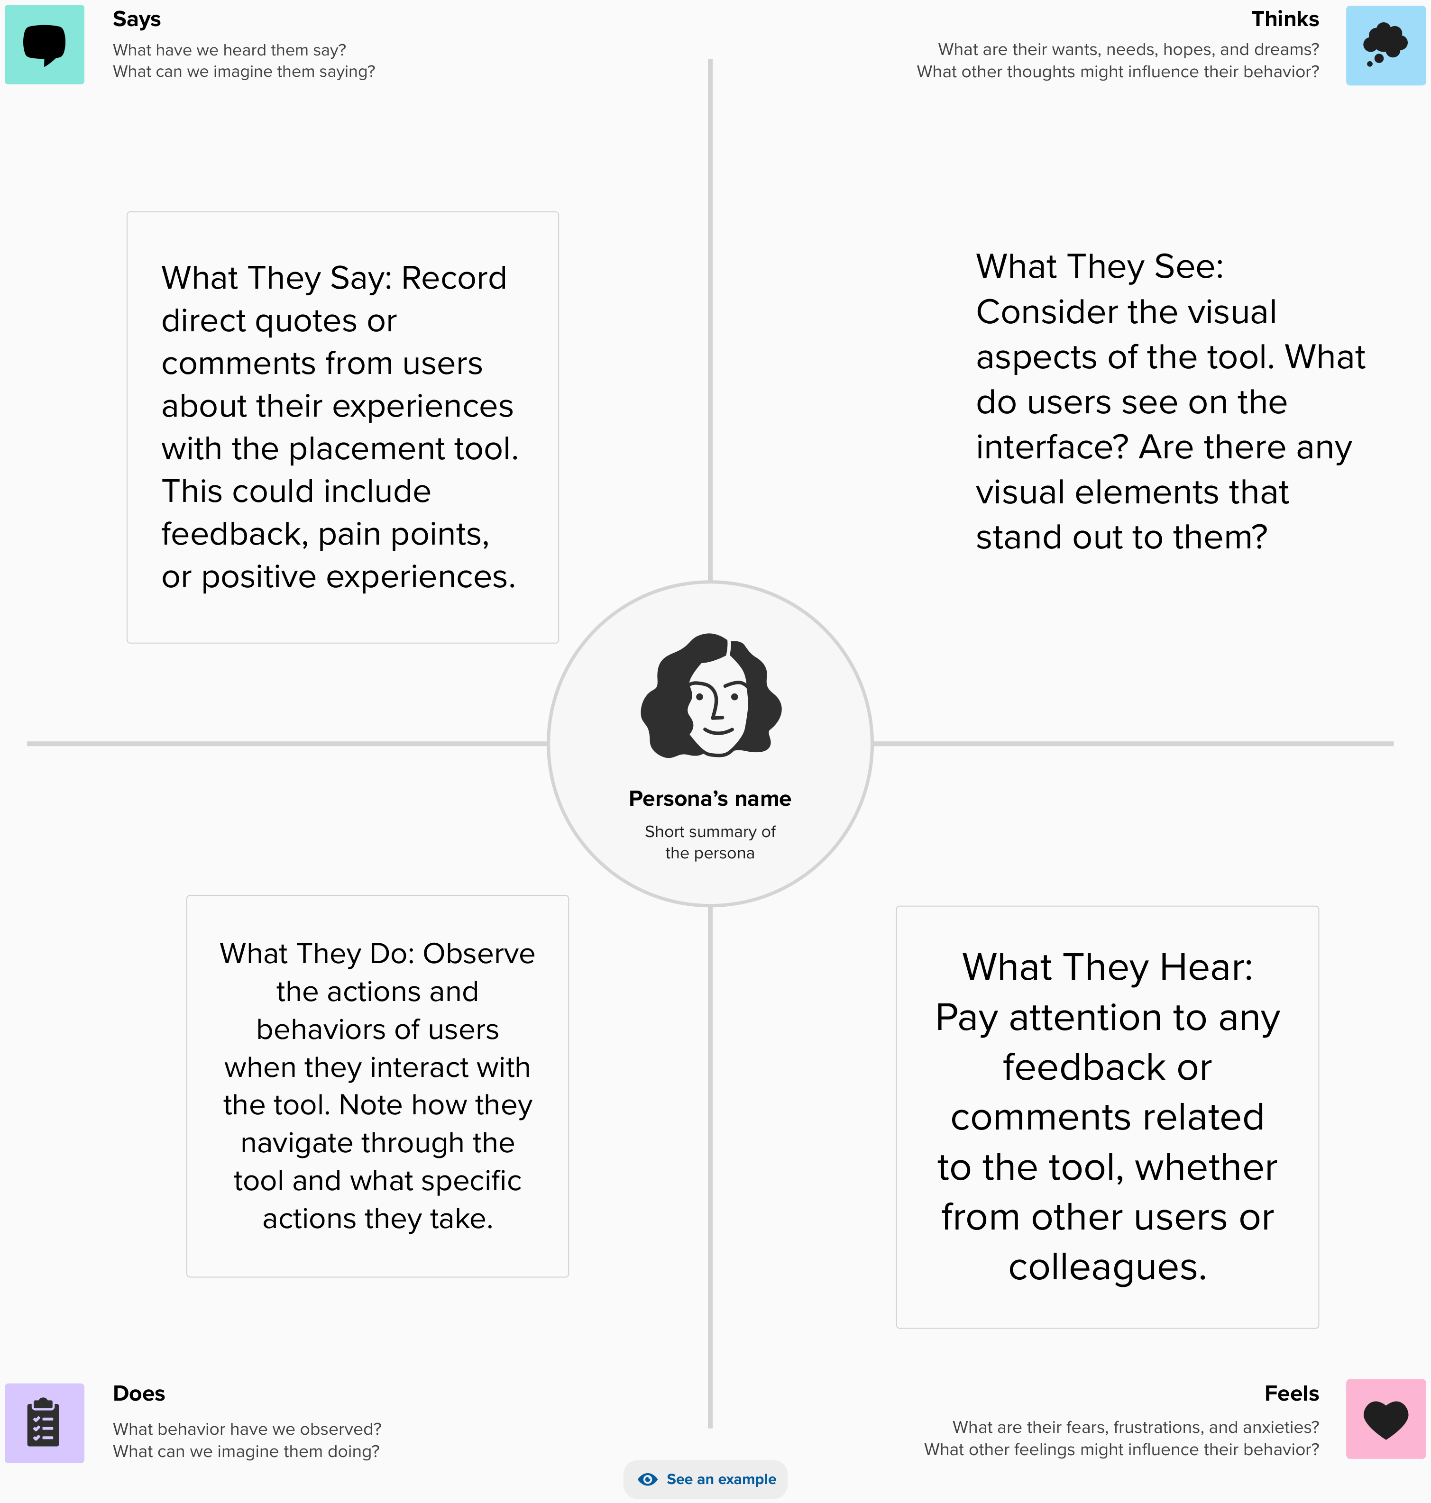 Says
What have we heard them say?
What can we imagine them saying?
Thinks
What are their wants, needs, hopes, and dreams?
What other thoughts might influence their behavior?
What They Say: Record
direct quotes or
comments from users
about their experiences
with the placement tool.
This could include
feedback, pain points,
or positive experiences.
What They See:
Consider the visual
aspects of the tool. What
do users see on the
interface? Are there any
visual elements that
stand out to them?
Persona’s name
Short summary of
the persona
What They Do: Observe
the actions and
behaviors of users
when they interact with
the tool. Note how they
navigate through the
tool and what specific
actions they take.
What They Hear:
Pay attention to any
feedback or
comments related
to the tool, whether
from other users or
colleagues.
Does
What behavior have we observed?
What can we imagine them doing?
Feels
What are their fears, frustrations, and anxieties?
What other feelings might influence their behavior?
See an example